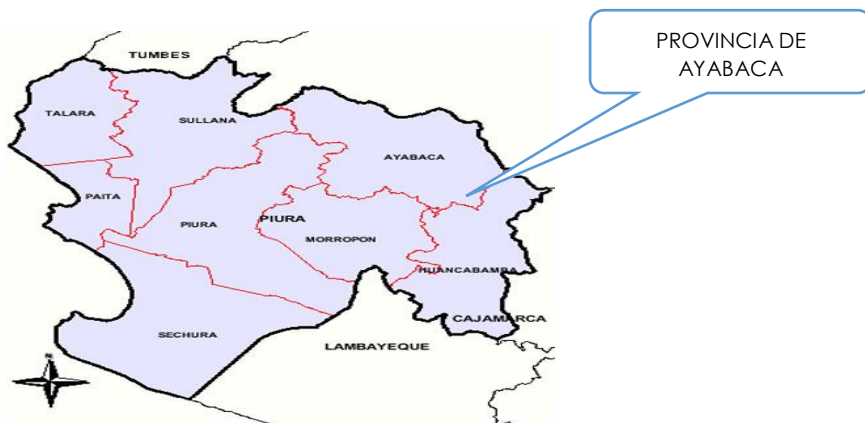 PROVINCIA DE
AYABACA
TUMBES
TALARA
SULLANA
AYABACA
PAITA
PIURA
PIURA
MORROPON
HUANCABAMBA
CAJAMARCA
SECHURA
LAMBAYEQUE
N